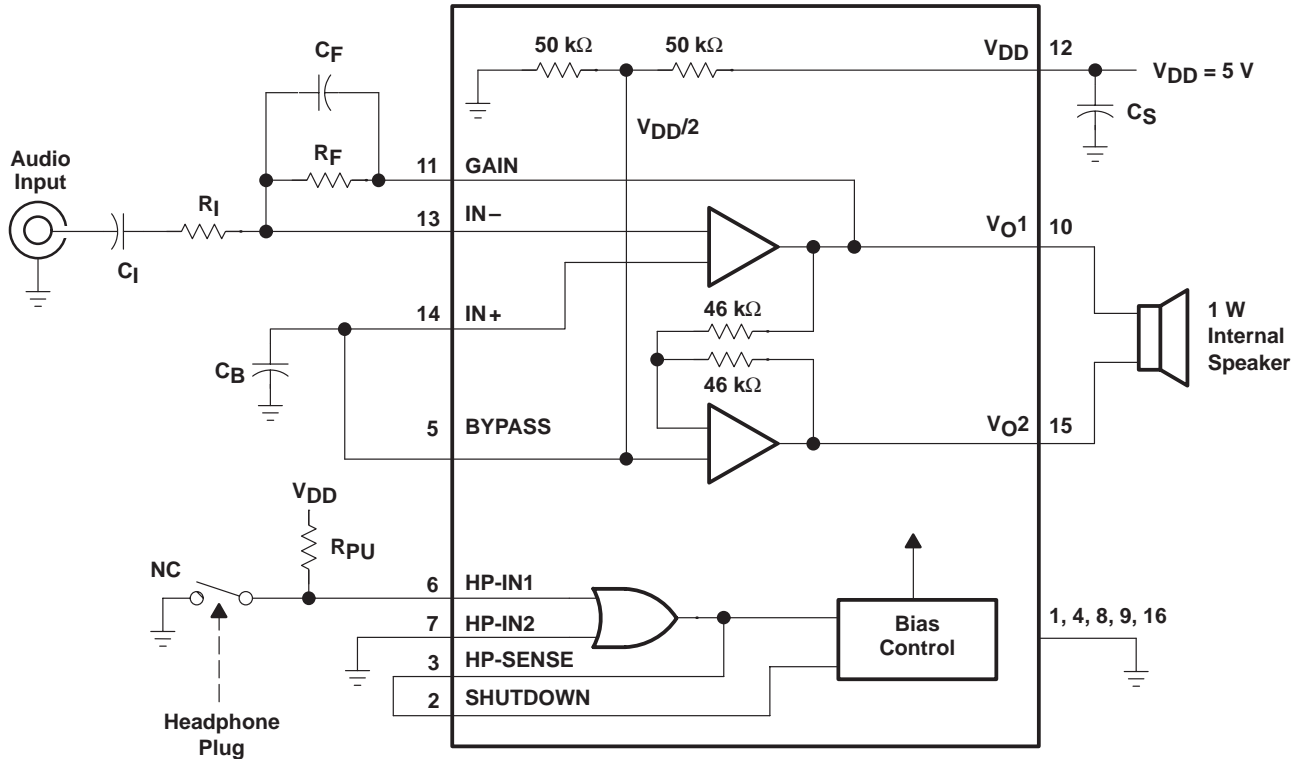 50 kΩ
50 kΩ
VDD
12
VDD = 5 V
CS
VDD/2
CF
RF
11
GAIN
Audio
Input
RI
CI
13
IN−
VO1
10
14
IN+
46 kΩ
46 kΩ
1 W
Internal
Speaker
CB
5
BYPASS
VO2
15
VDD
RPU
NC
6
HP-IN1
7
HP-IN2
3
HP-SENSE
2
SHUTDOWN
Bias
Control
1, 4, 8, 9, 16
Headphone
Plug